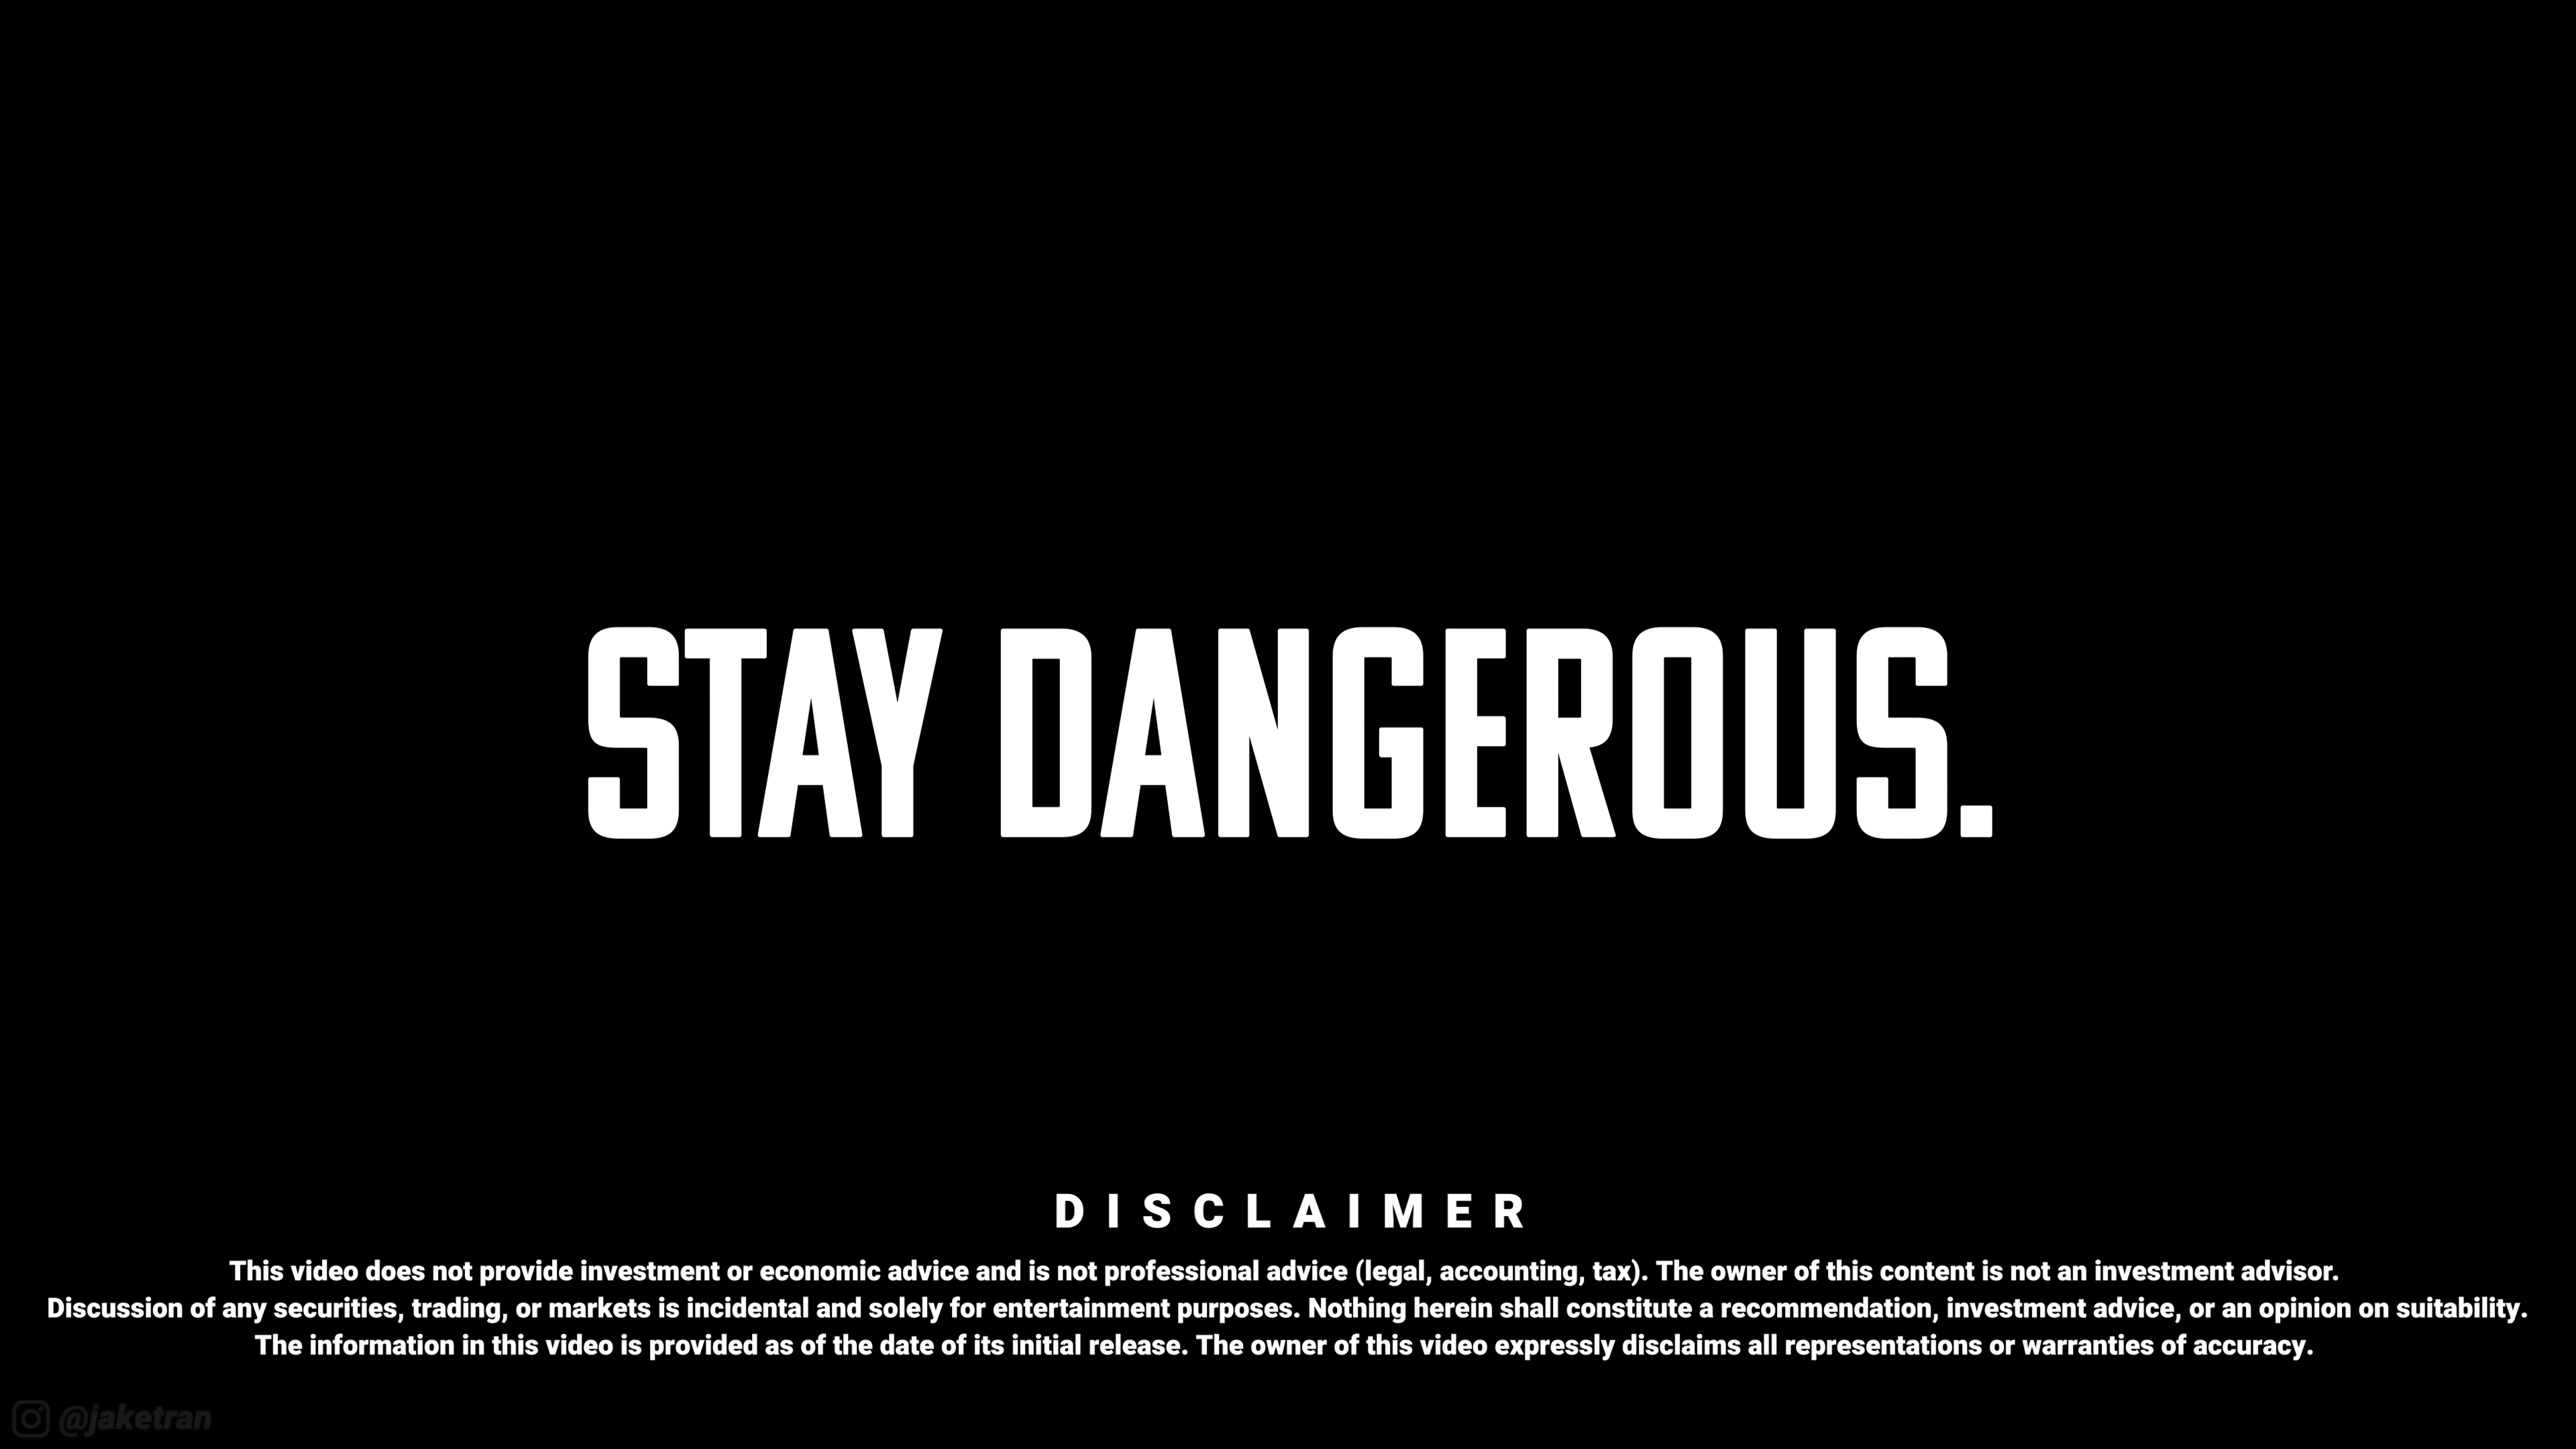 STAY DANGEROUS.
DISCLAIMER
This video does not provide investment or economic advice and is not professional advice (legal, accounting, tax). The owner of this content is not an investment advisor.
Discussion of any securities, trading, or markets is incidental and solely for entertainment purposes. Nothing herein shall constitute a recommendation, investment advice, or an opinion on suitability.
The information in this video is provided as of the date of its initial release. The owner of this video expressly disclaims all representations or warranties of accuracy.
@jaketran